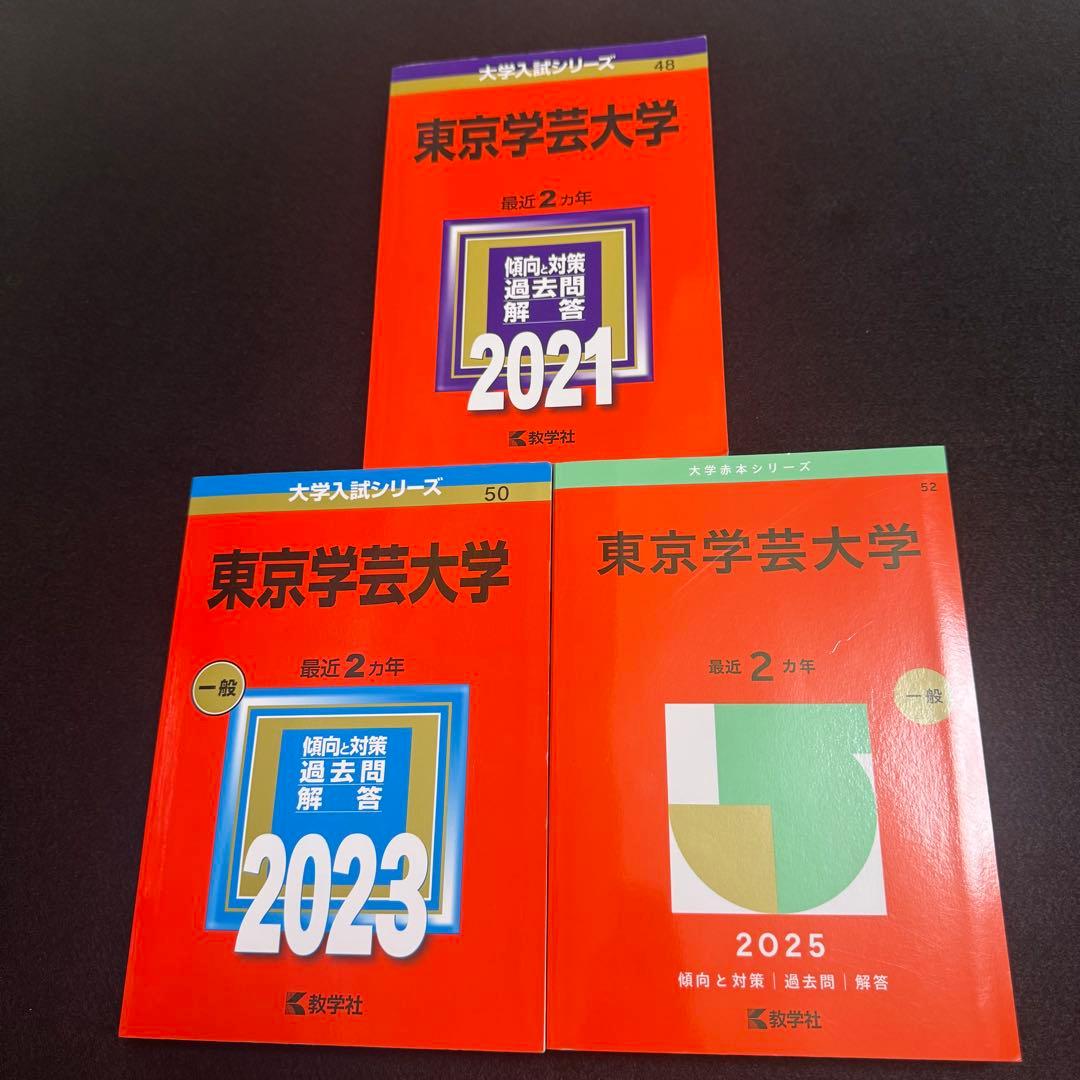 大学入試シリーズ 48
東京学芸大学
最近2カ年
傾向と対策
過去問
解答
2021
教学社
大学入試シリーズ 50
東京学芸大学
最近2カ年
一般
傾向と対策
過去問
解答
2023
教学社
大学赤本シリーズ
52
東京学芸大学
最近2カ年
一般
2025
傾向と対策｜過去問｜解答
教学社